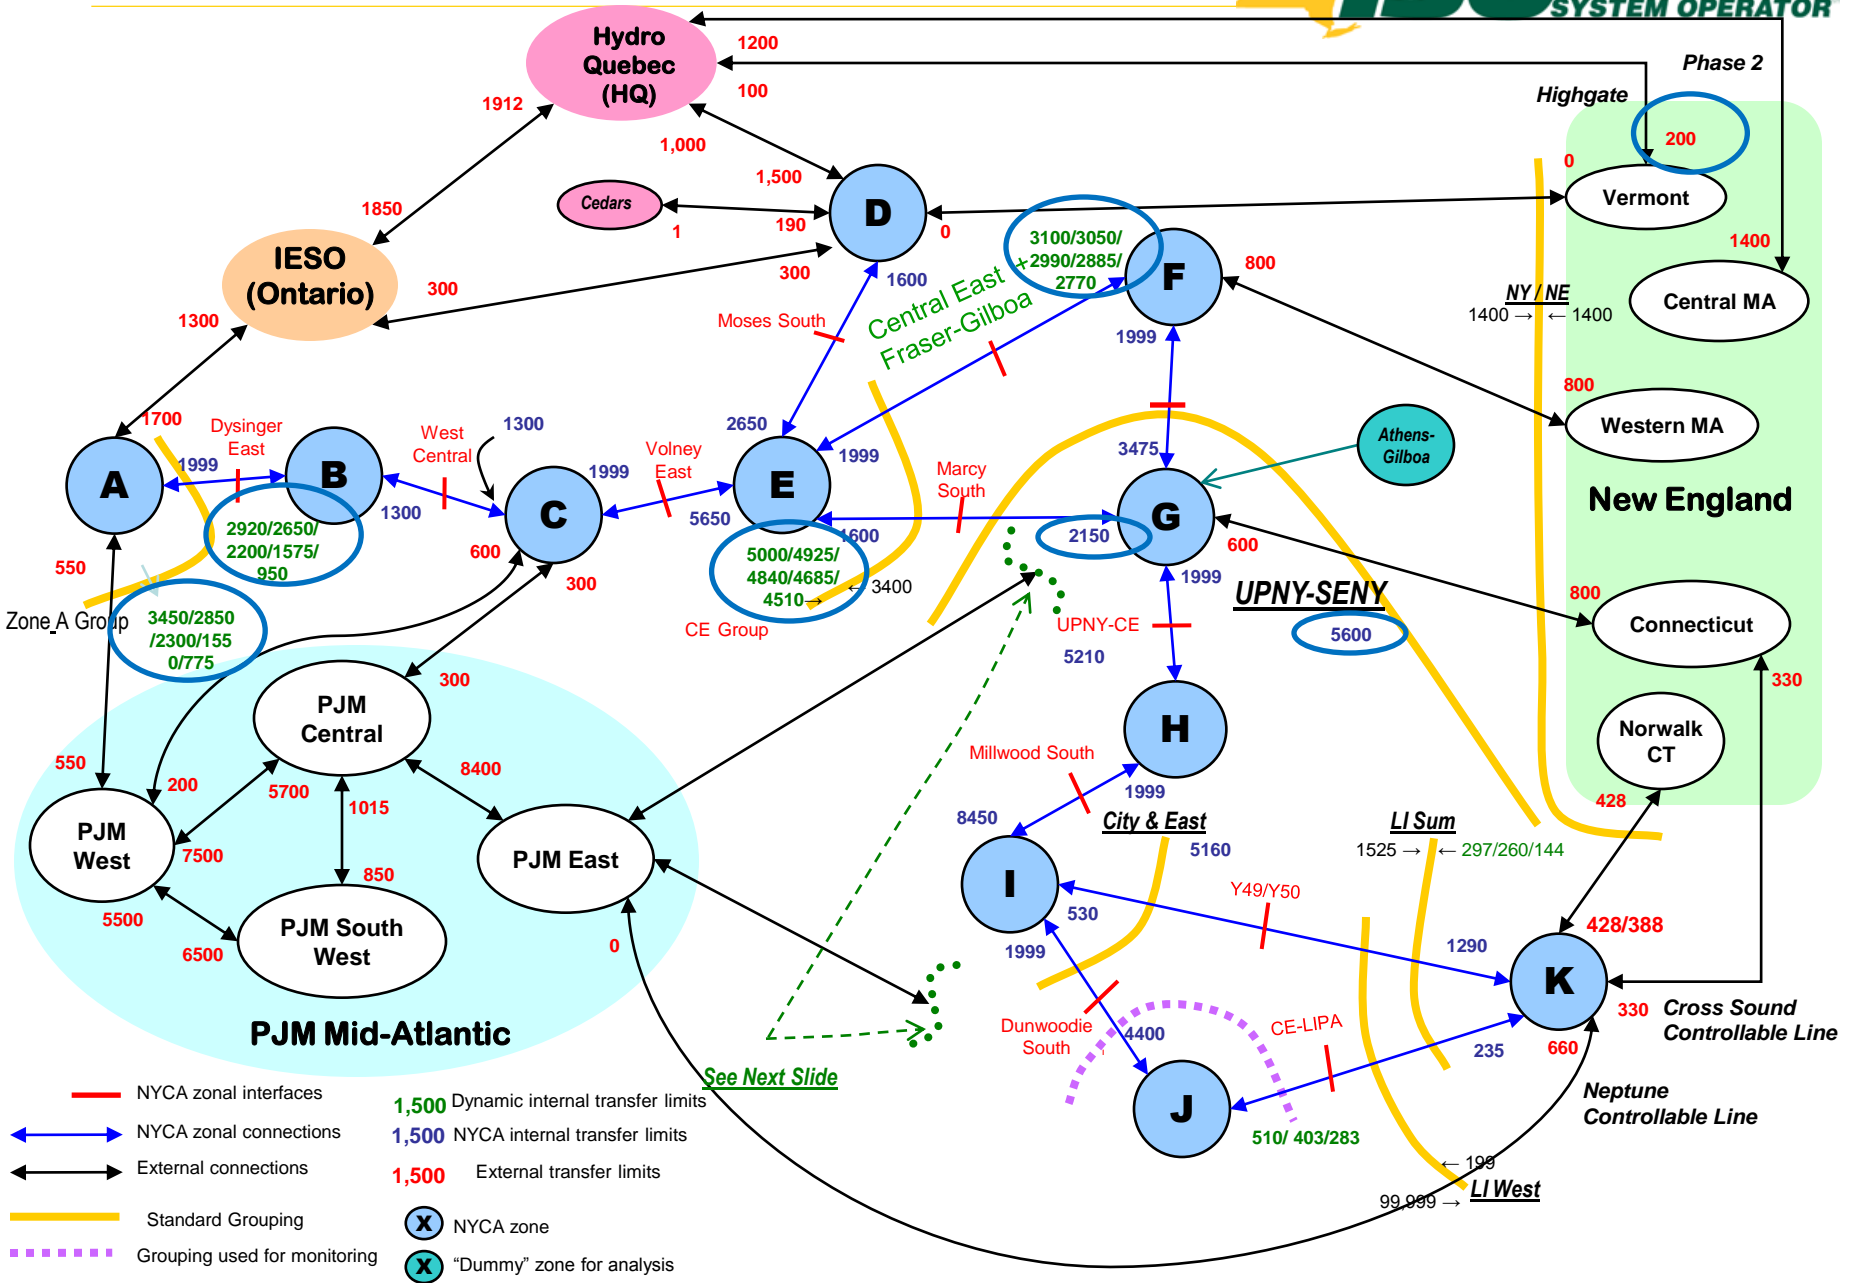 SYSTEM OPERATOR
Hydro
Quebec
(HQ)
1200
100
Phase 2
Highgate
1912
1,000
1,500
200
0
Cedars
190
1
D
0
Vermont
1850
IESO
(Ontario)
300
300
1600
3100/3050/
2990/2885/
2770
F
800
1400
Central MA
NY / NE
1400 → ← 1400
1300
Moses South
Central East +
Fraser-Gilboa
1999
800
Western MA
1700
Dysinger
East
West
Central
1300
2650
Athens-
Gilboa
A
1999
B
1300
C
1999
Volney
East
5650
E
1999
Marcy
South
3475
G
New England
2920/2650/
2200/1575/
950
600
300
1600
2150
600
1999
550
5000/4925/
4840/4685/
4510→
← 3400
UPNY-SENY
5600
800
Connecticut
Zone A Group
3450/2850
/2300/155
0/775
CE Group
UPNY-CE
5210
300
330
PJM
Central
H
Norwalk
CT
550
200
5700
1015
8400
Millwood South
1999
428
PJM
West
7500
PJM East
8450
City & East
5160
LI Sum
1525 → ← 297/260/144
850
I
530
Y49/Y50
428/388
5500
6500
PJM South
West
0
1999
1290
K
PJM Mid-Atlantic
Dunwoodie
South
4400
CE-LIPA
235
330
660
Cross Sound
Controllable Line
See Next Slide
J
510/ 403/283
Neptune
Controllable Line
← 199
99,999 →
LI West
NYCA zonal interfaces
NYCA zonal connections
External connections
Standard Grouping
Grouping used for monitoring
1,500 Dynamic internal transfer limits
1,500 NYCA internal transfer limits
1,500 External transfer limits
X NYCA zone
X "Dummy" zone for analysis